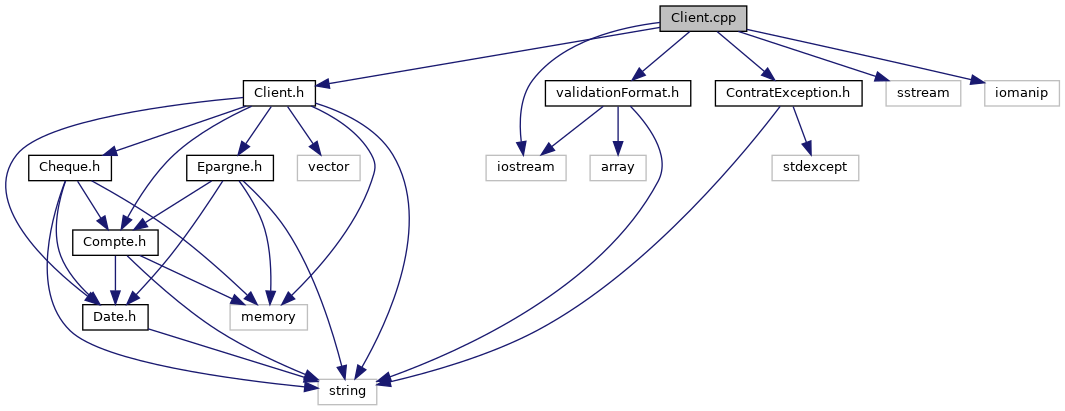 Client.cpp
Client.h
validationFormat.h
ContratException.h
sstream
iomanip
Cheque.h
Epargne.h
vector
iostream
array
stdexcept
Compte.h
Date.h
memory
string